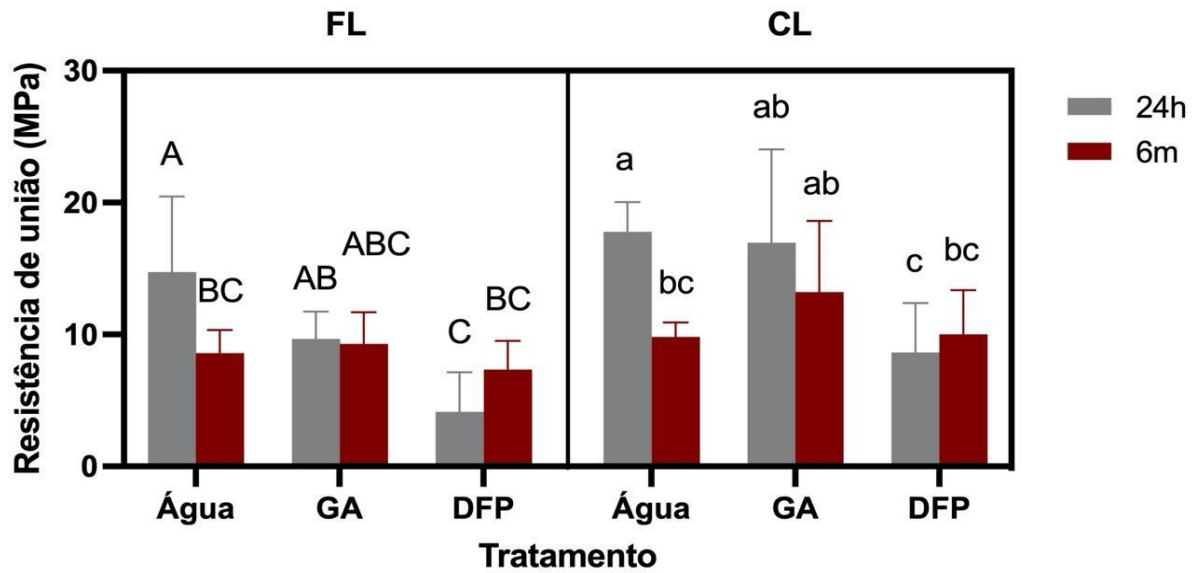 FL CL
30
20
10
0
Resistência de união (MPa)
A
BC
AB
ABC
C
BC
a
bc
ab
ab
c
bc
24h
6m
Água GA DFP Água GA DFP
Tratamento